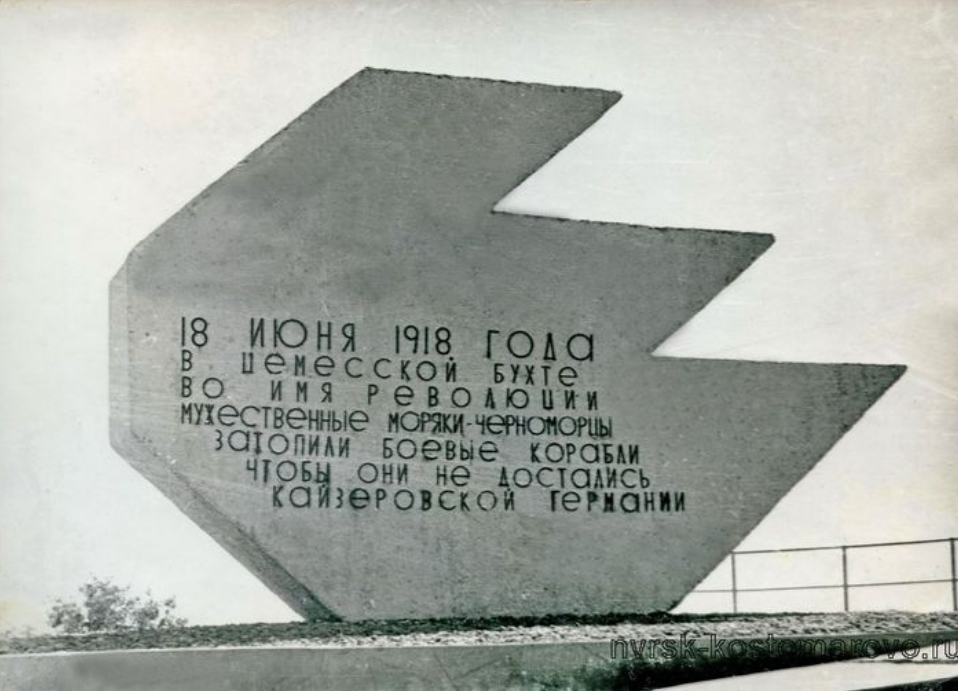 18 ИЮНЯ 1918 ГОДА
В ЦЕМЕССКОЙ БУХТЕ
ВО ИМЯ РЕВОЛЮЦИИ
МУЖЕСТВЕННЫЕ МОРЯКИ-ЧЕРНОМОРЦЫ
ЗАТОПИЛИ БОЕВЫЕ КОРАБЛИ
ЧТОБЫ ОНИ НЕ ДОСТАЛИСЬ
КАЙЗЕРОВСКОЙ ГЕРМАНИИ
nvrsk-kostomarovo.ru